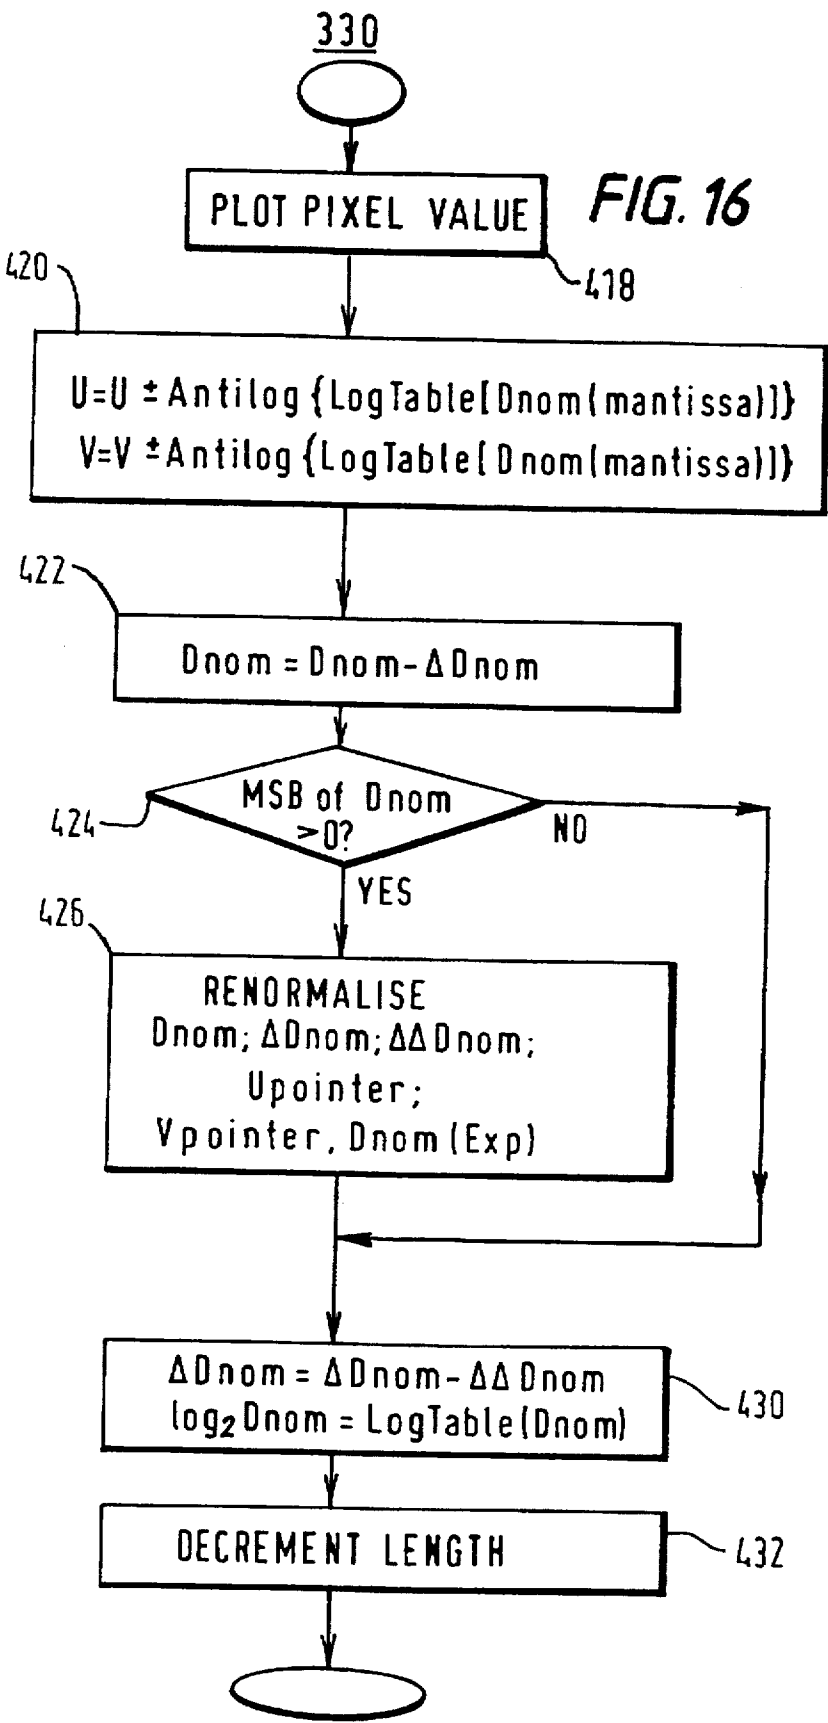 330
PLOT PIXEL VALUE
FIG. 16
418
420
U=U ± Antilog {LogTable[Dnom(mantissa)]}
V=V ± Antilog {LogTable[Dnom(mantissa)]}
422
Dnom = Dnom - ΔDnom
MSB of Dnom
>0?
424
NO
YES
426
RENORMALISE
Dnom; ΔDnom; ΔΔDnom;
Upointer;
Vpointer, Dnom (Exp)
ΔDnom = ΔDnom - ΔΔDnom
log₂Dnom = LogTable(Dnom)
430
DECREMENT LENGTH
432